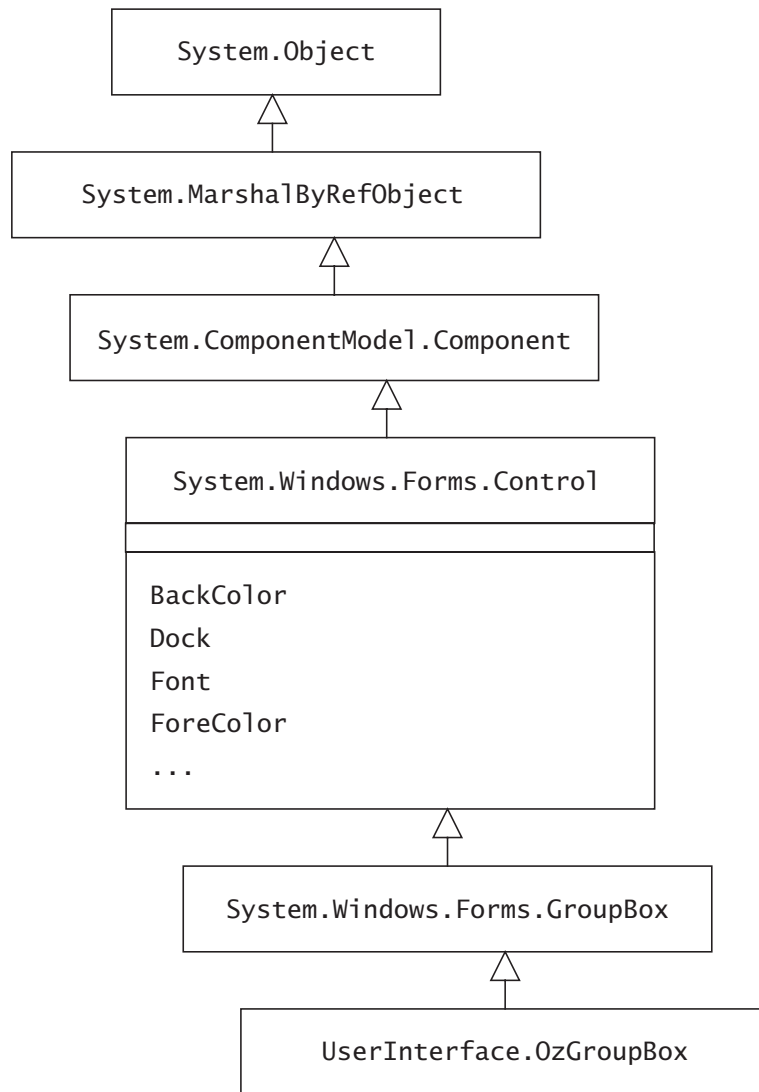 System.Object
System.MarshalByRefObject
System.ComponentModel.Component
System.Windows.Forms.Control
BackColor
Dock
Font
ForeColor
...
System.Windows.Forms.GroupBox
UserInterface.OzGroupBox